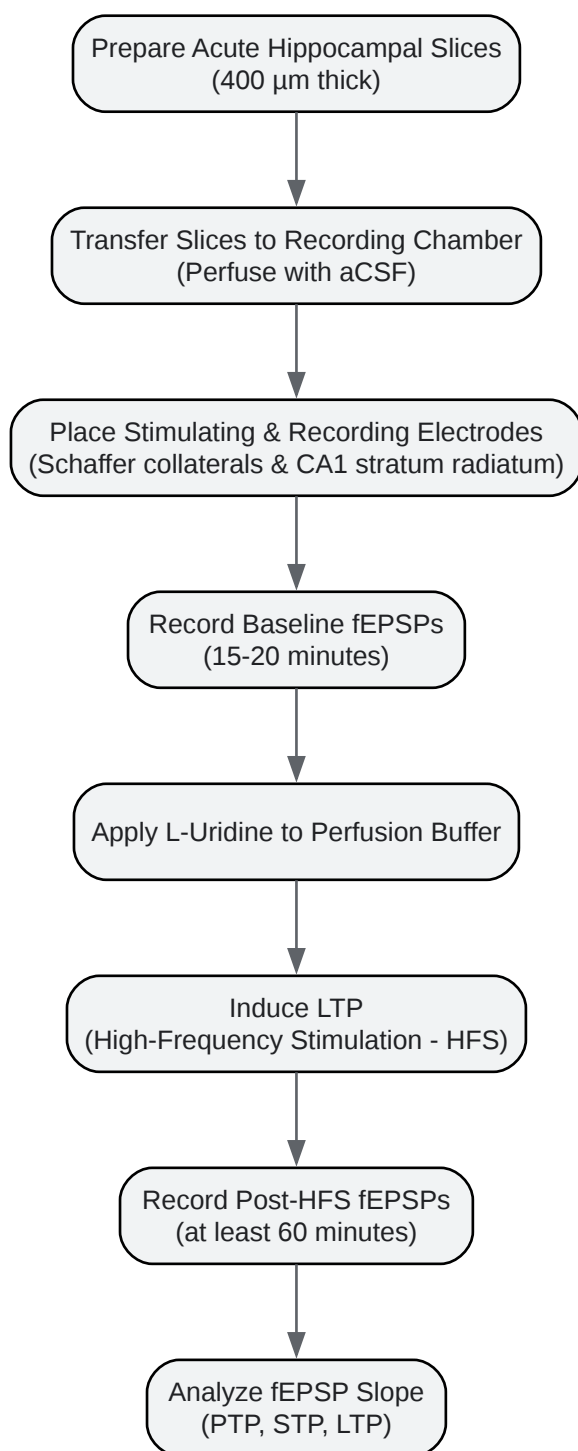 Prepare Acute Hippocampal Slices
(400 µm thick)
Transfer Slices to Recording Chamber
(Perfuse with aCSF)
Place Stimulating & Recording Electrodes
(Schaffer collaterals & CA1 stratum radiatum)
Record Baseline fEPSPs
(15-20 minutes)
Apply L-Uridine to Perfusion Buffer
Induce LTP
(High-Frequency Stimulation - HFS)
Record Post-HFS fEPSPs
(at least 60 minutes)
Analyze fEPSP Slope
(PTP, STP, LTP)